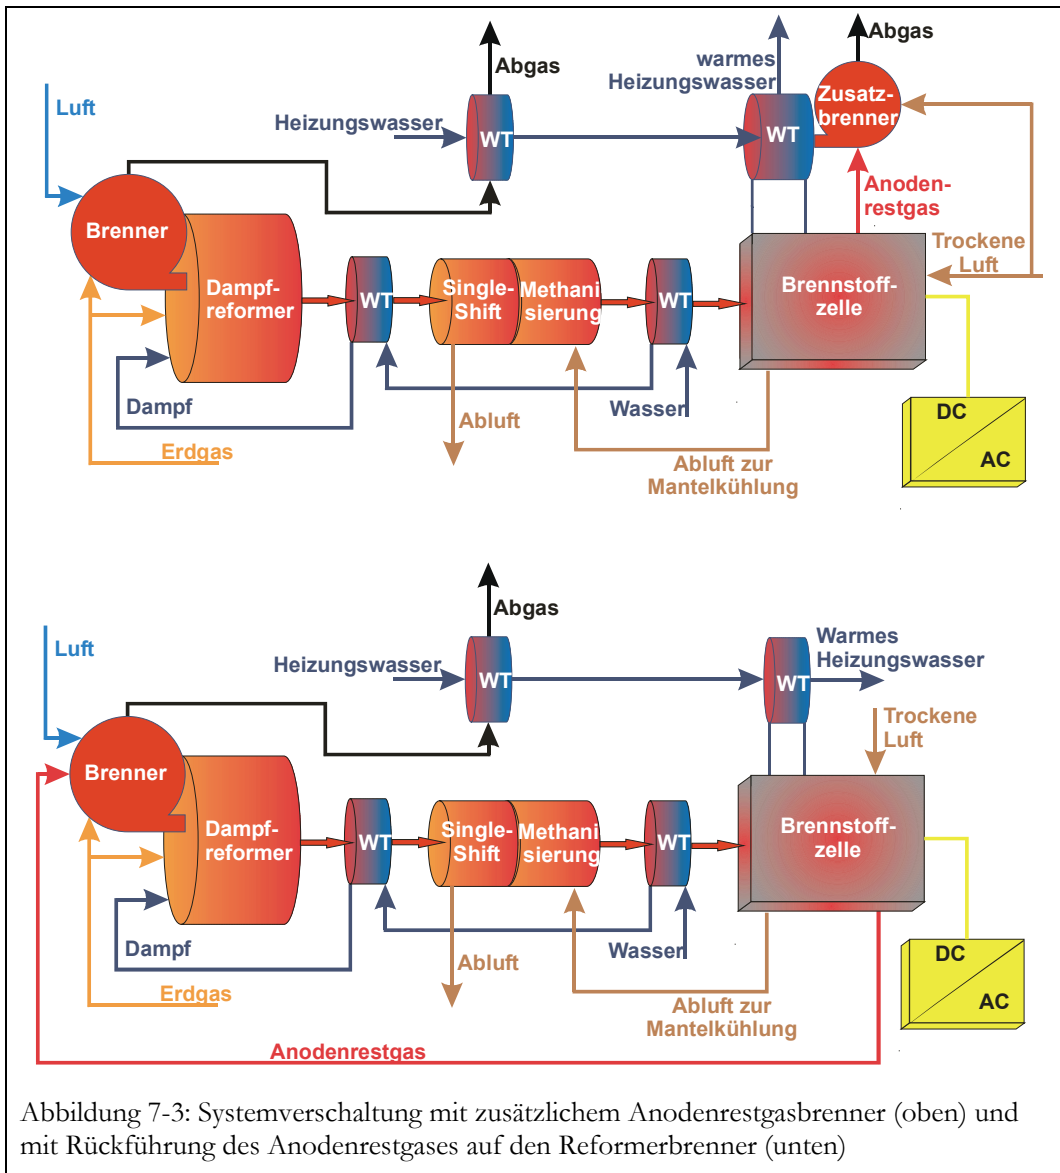 Abgas
warmes
Heizungswasser
Abgas
Luft
Heizungswasser
WT
WT
Zusatz-
brenner
Brenner
Anoden-
restgas
Trockene
Luft
Dampf-
reformer
WT
Single-
Shift
Methani
sierung
WT
Brennstoff-
zelle
Dampf
Abluft
Wasser
Erdgas
Abluft zur
Mantelkühlung
DC
AC
Abgas
Luft
Heizungswasser
WT
WT
Warmes
Heizungswasser
Trockene
Luft
Brenner
Dampf-
reformer
WT
Single-
Shift
Methani
sierung
WT
Brennstoff-
zelle
Dampf
Abluft
Wasser
Erdgas
Abluft zur
Mantelkühlung
DC
AC
Anodenrestgas
Abbildung 7-3: Systemverschaltung mit zusätzlichem Anodenrestgasbrenner (oben) und
mit Rückführung des Anodenrestgases auf den Reformerbrenner (unten)